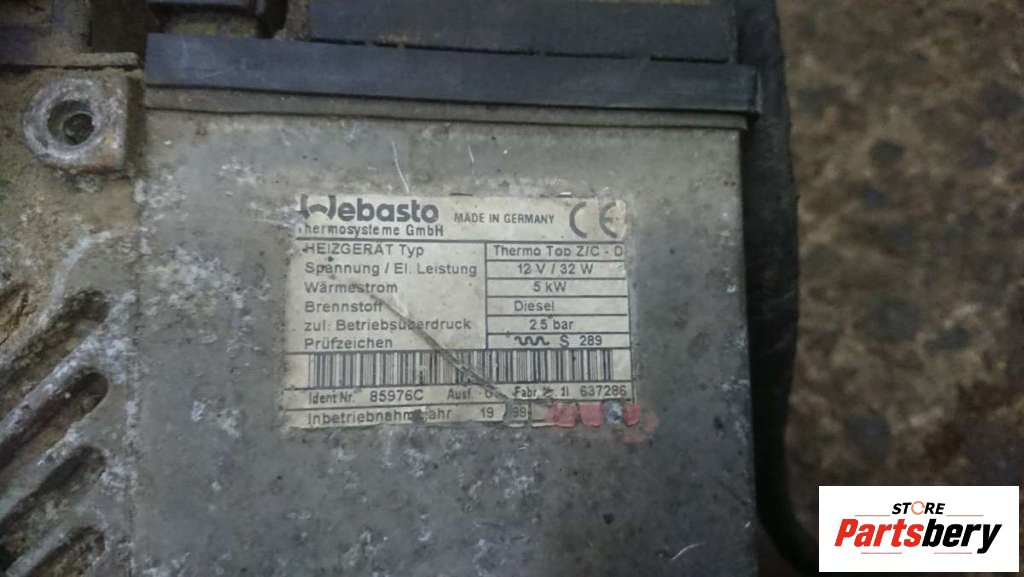 Webasto MADE IN GERMANY CE
Thermosysteme GmbH
HEIZGERÄT Typ Thermo Top Z/C - D
Spannung / El. Leistung 12 V / 32 W
Wärmestrom 5 kW
Brennstoff Diesel
zul. Betriebsüberdruck 2.5 bar
Prüfzeichen S 289
Ident Nr. 85976C Ausf. Fabr. 637286
Inbetriebnahmejahr 19 98
STORE
Partsbery